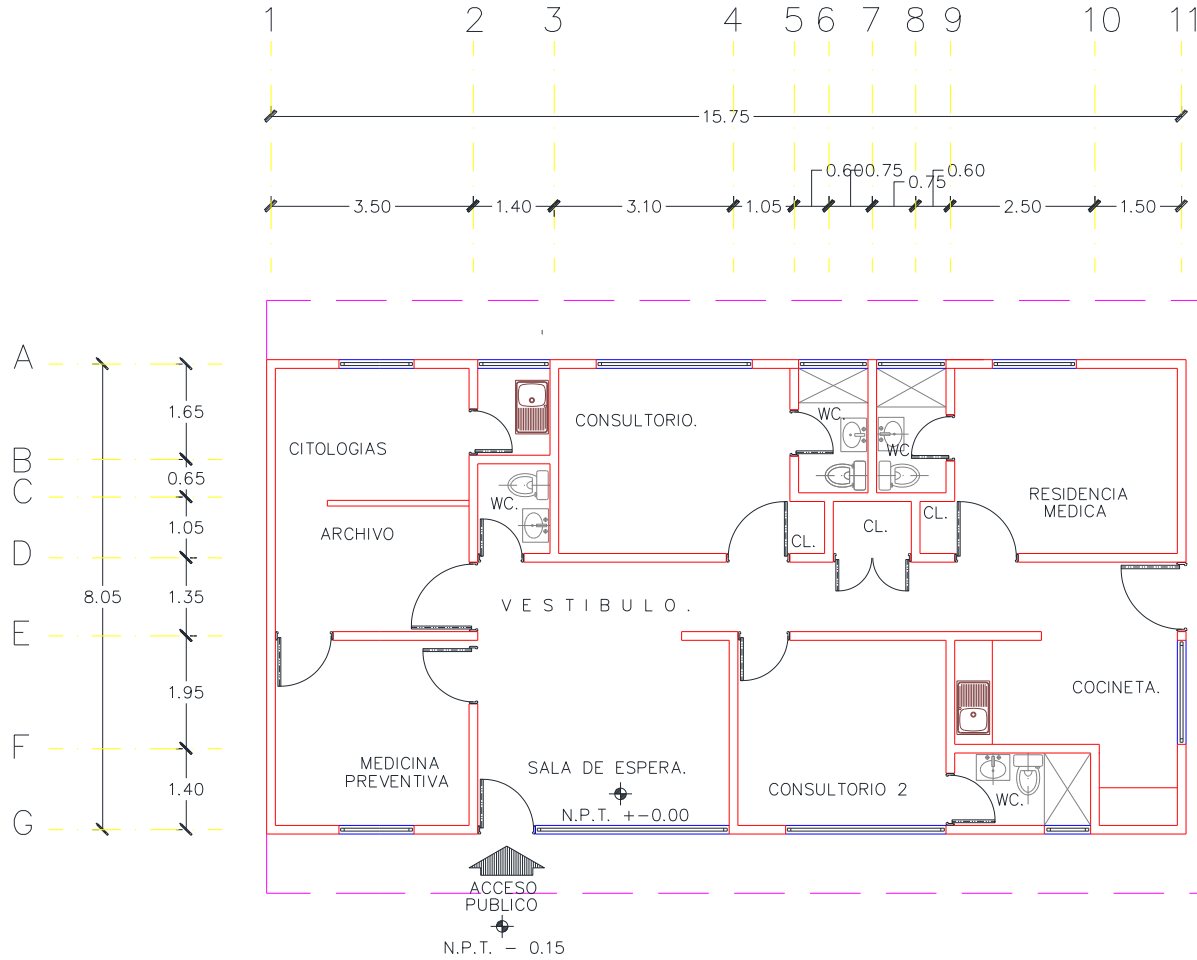 1 2 3 4 5 6 7 8 9 10 11
15.75
0.60 0.75 0.75 0.60
3.50 1.40 3.10 1.05 2.50 1.50
A
B
C
D
E
F
G
1.65
0.65
1.05
8.05
1.35
1.95
1.40
CITOLOGIAS
ARCHIVO
WC.
CONSULTORIO.
WC.
WC.
CL.
CL.
CL.
RESIDENCIA
MEDICA
VESTIBULO.
MEDICINA
PREVENTIVA
SALA DE ESPERA.
N.P.T. +-0.00
CONSULTORIO 2
WC.
COCINETA.
ACCESO
PUBLICO
N.P.T. - 0.15